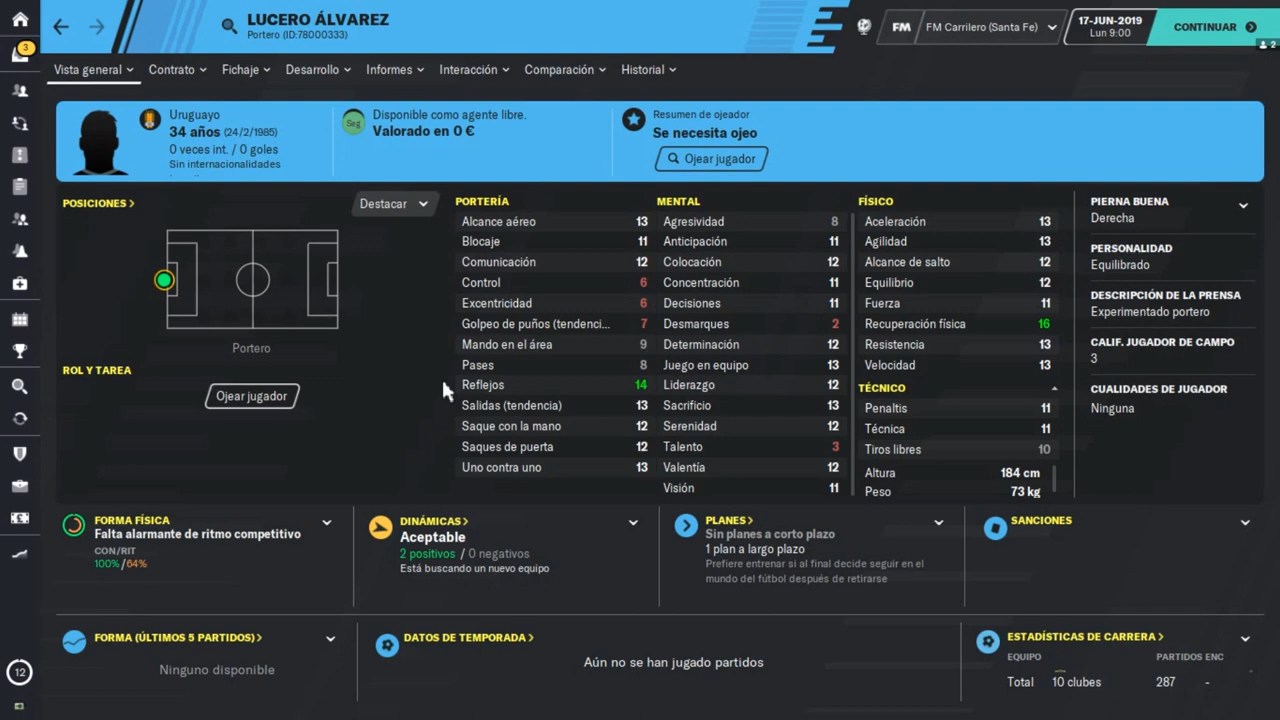 LUCERO ÁLVAREZ
Portero (ID:78000333)
FM
FM Carrilero (Santa Fe)
17-JUN-2019
Lun 9:00
CONTINUAR
2
3
Vista general
Contrato
Fichaje
Desarrollo
Informes
Interacción
Comparación
Historial
Uruguayo
34 años (24/2/1985)
0 veces int. / 0 goles
Sin internacionalidades
Seg
Disponible como agente libre.
Valorado en 0 €
Resumen de ojeador
Se necesita ojeo
Ojear jugador
POSICIONES
Destacar
Portero
ROL Y TAREA
Ojear jugador
PORTERÍA
Alcance aéreo 13
Blocaje 11
Comunicación 12
Control 6
Excentricidad 6
Golpeo de puños (tendenci... 7
Mando en el área 9
Pases 8
Reflejos 14
Salidas (tendencia) 13
Saque con la mano 12
Saques de puerta 12
Uno contra uno 13
MENTAL
Agresividad 8
Anticipación 11
Colocación 12
Concentración 11
Decisiones 11
Desmarques 2
Determinación 12
Juego en equipo 13
Liderazgo 12
Sacrificio 13
Serenidad 12
Talento 3
Valentía 12
Visión 11
FÍSICO
Aceleración 13
Agilidad 13
Alcance de salto 12
Equilibrio 12
Fuerza 11
Recuperación física 16
Resistencia 13
Velocidad 13
TÉCNICO
Penaltis 11
Técnica 11
Tiros libres 10
Altura 184 cm
Peso 73 kg
PIERNA BUENA
Derecha
PERSONALIDAD
Equilibrado
DESCRIPCIÓN DE LA PRENSA
Experimentado portero
CALIF. JUGADOR DE CAMPO
3
CUALIDADES DE JUGADOR
Ninguna
FORMA FÍSICA
Falta alarmante de ritmo competitivo
CON/RIT
100%/64%
DINÁMICAS
Aceptable
2 positivos / 0 negativos
Está buscando un nuevo equipo
PLANES
Sin planes a corto plazo
1 plan a largo plazo
Prefiere entrenar si al final decide seguir en el
mundo del fútbol después de retirarse
SANCIONES
FORMA (ÚLTIMOS 5 PARTIDOS)
Ninguno disponible
DATOS DE TEMPORADA
Aún no se han jugado partidos
ESTADÍSTICAS DE CARRERA
EQUIPO PARTIDOS ENC
Total 10 clubes 287 -
12